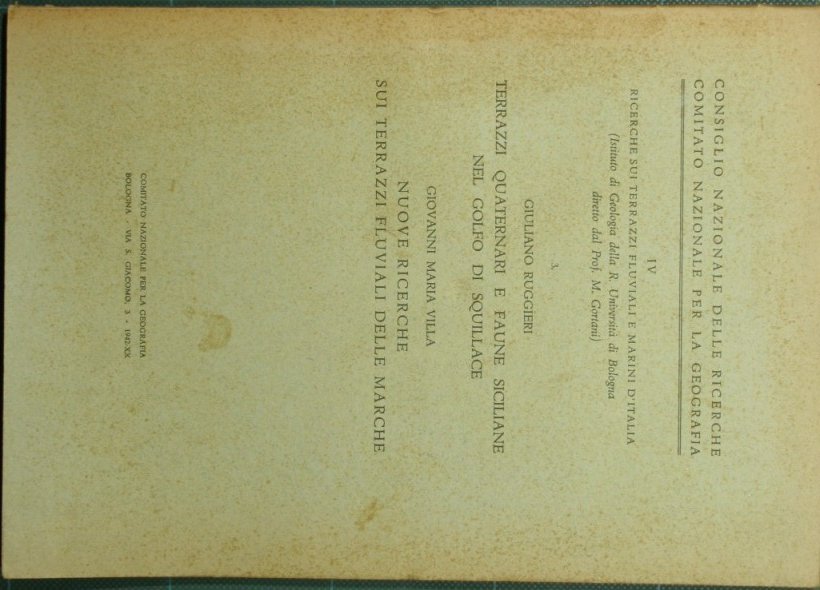 CONSIGLIO NAZIONALE DELLE RICERCHE
COMITATO NAZIONALE PER LA GEOGRAFIA
IV
RICERCHE SUI TERRAZZI FLUVIALI E MARINI D'ITALIA
(Istituto di Geologia della R. Università di Bologna
diretto dal Prof. M. Gortani)
3.
GIULIANO RUGGIERI
TERRAZZI QUATERNARI E FAUNE SICILIANE
NEL GOLFO DI SQUILLACE
GIOVANNI MARIA VILLA
NUOVE RICERCHE
SUI TERRAZZI FLUVIALI DELLE MARCHE
COMITATO NAZIONALE PER LA GEOGRAFIA
BOLOGNA - VIA S. GIACOMO, 3 - 1942-XX